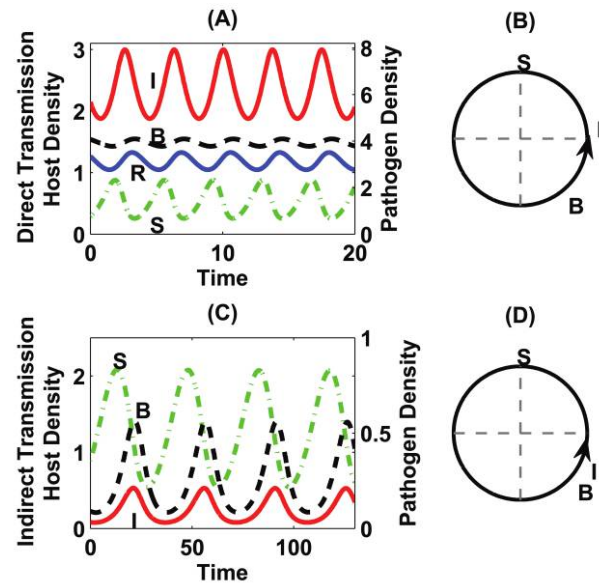 (A)
Direct Transmission
Host Density
3
2
1
0
I
B
R
S
8
6
4
2
0
Pathogen Density
0
10
20
Time
(B)
S
B
(C)
Indirect Transmission
Host Density
2
1
0
S
B
I
1
0.5
0
Pathogen Density
0
50
100
Time
(D)
S
I
B